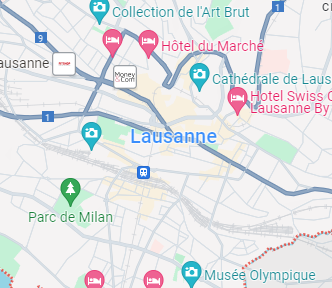 Collection de l'Art Brut
9
Hôtel du Marché
ausanne
Money
Com
Cathédrale de Laus
Hotel Swiss
Lausanne By
1
Lausanne
1
Parc de Milan
Musée Olympique